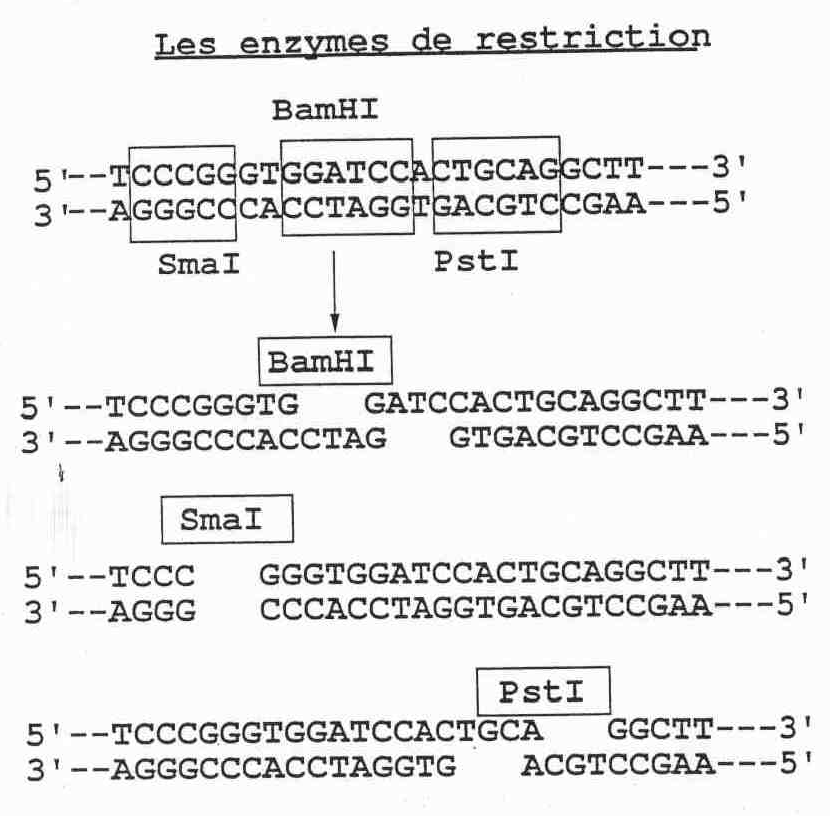 Les enzymes de restriction
BamHI
5'--TCCCGGGTGGATCCACTGCAGGCTT---3'
3'--AGGGCCCACCTAGGTGACGTCCGAA---5'
SmaI PstI
BamHI
5'--TCCCGGGTG GATCCACTGCAGGCTT---3'
3'--AGGGCCCACCTAG GTGACGTCCGAA---5'
SmaI
5'--TCCC GGGTGGATCCACTGCAGGCTT---3'
3'--AGGG CCCACCTAGGTGACGTCCGAA---5'
PstI
5'--TCCCGGGTGGATCCACTGCA GGCTT---3'
3'--AGGGCCCACCTAGGTG ACGTCCGAA---5'